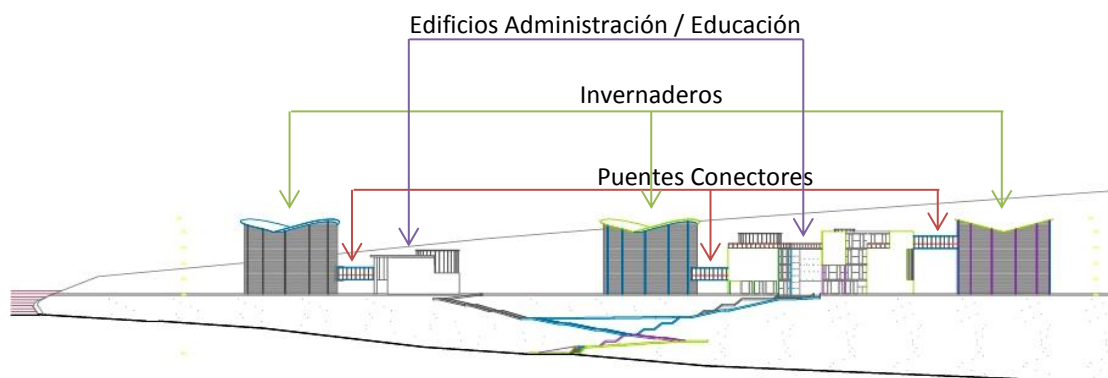 Edificios Administración / Educación
Invernaderos
Puentes Conectores